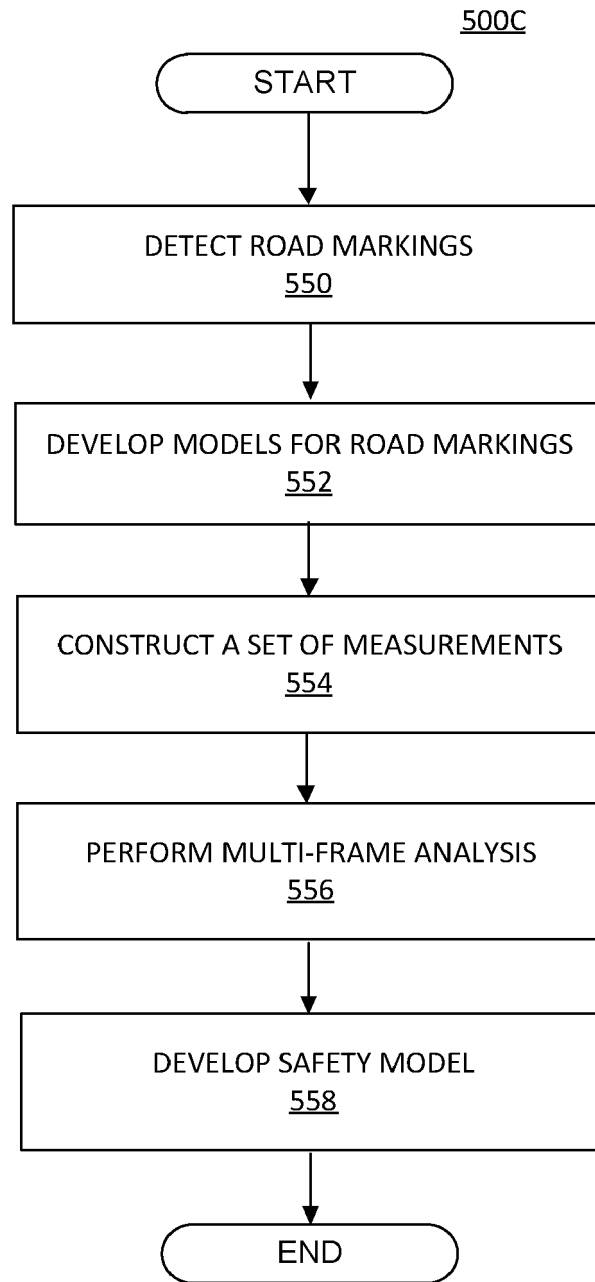 500C
START
DETECT ROAD MARKINGS
550
DEVELOP MODELS FOR ROAD MARKINGS
552
CONSTRUCT A SET OF MEASUREMENTS
554
PERFORM MULTI-FRAME ANALYSIS
556
DEVELOP SAFETY MODEL
558
END